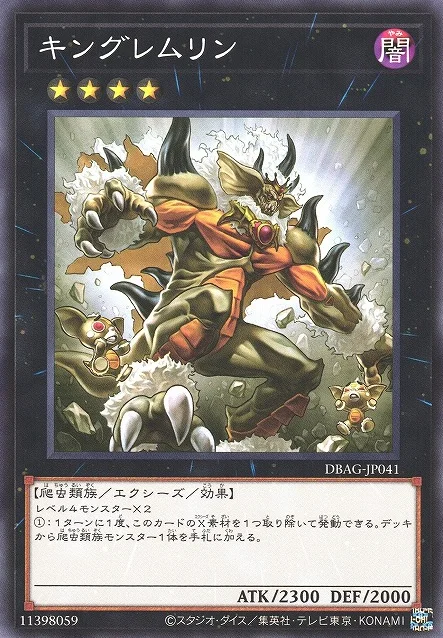 キングレムリン
闇
やみ
DBAG-JP041
【爬虫類族／エクシーズ／効果】
レベル4モンスター×2
①：1ターンに1度、このカードのX素材を1つ取り除いて発動できる。デッキ
から爬虫類族モンスター1体を手札に加える。
ATK/2300 DEF/2000
11398059
©スタジオ・ダイス／集英社・テレビ東京・KONAMI